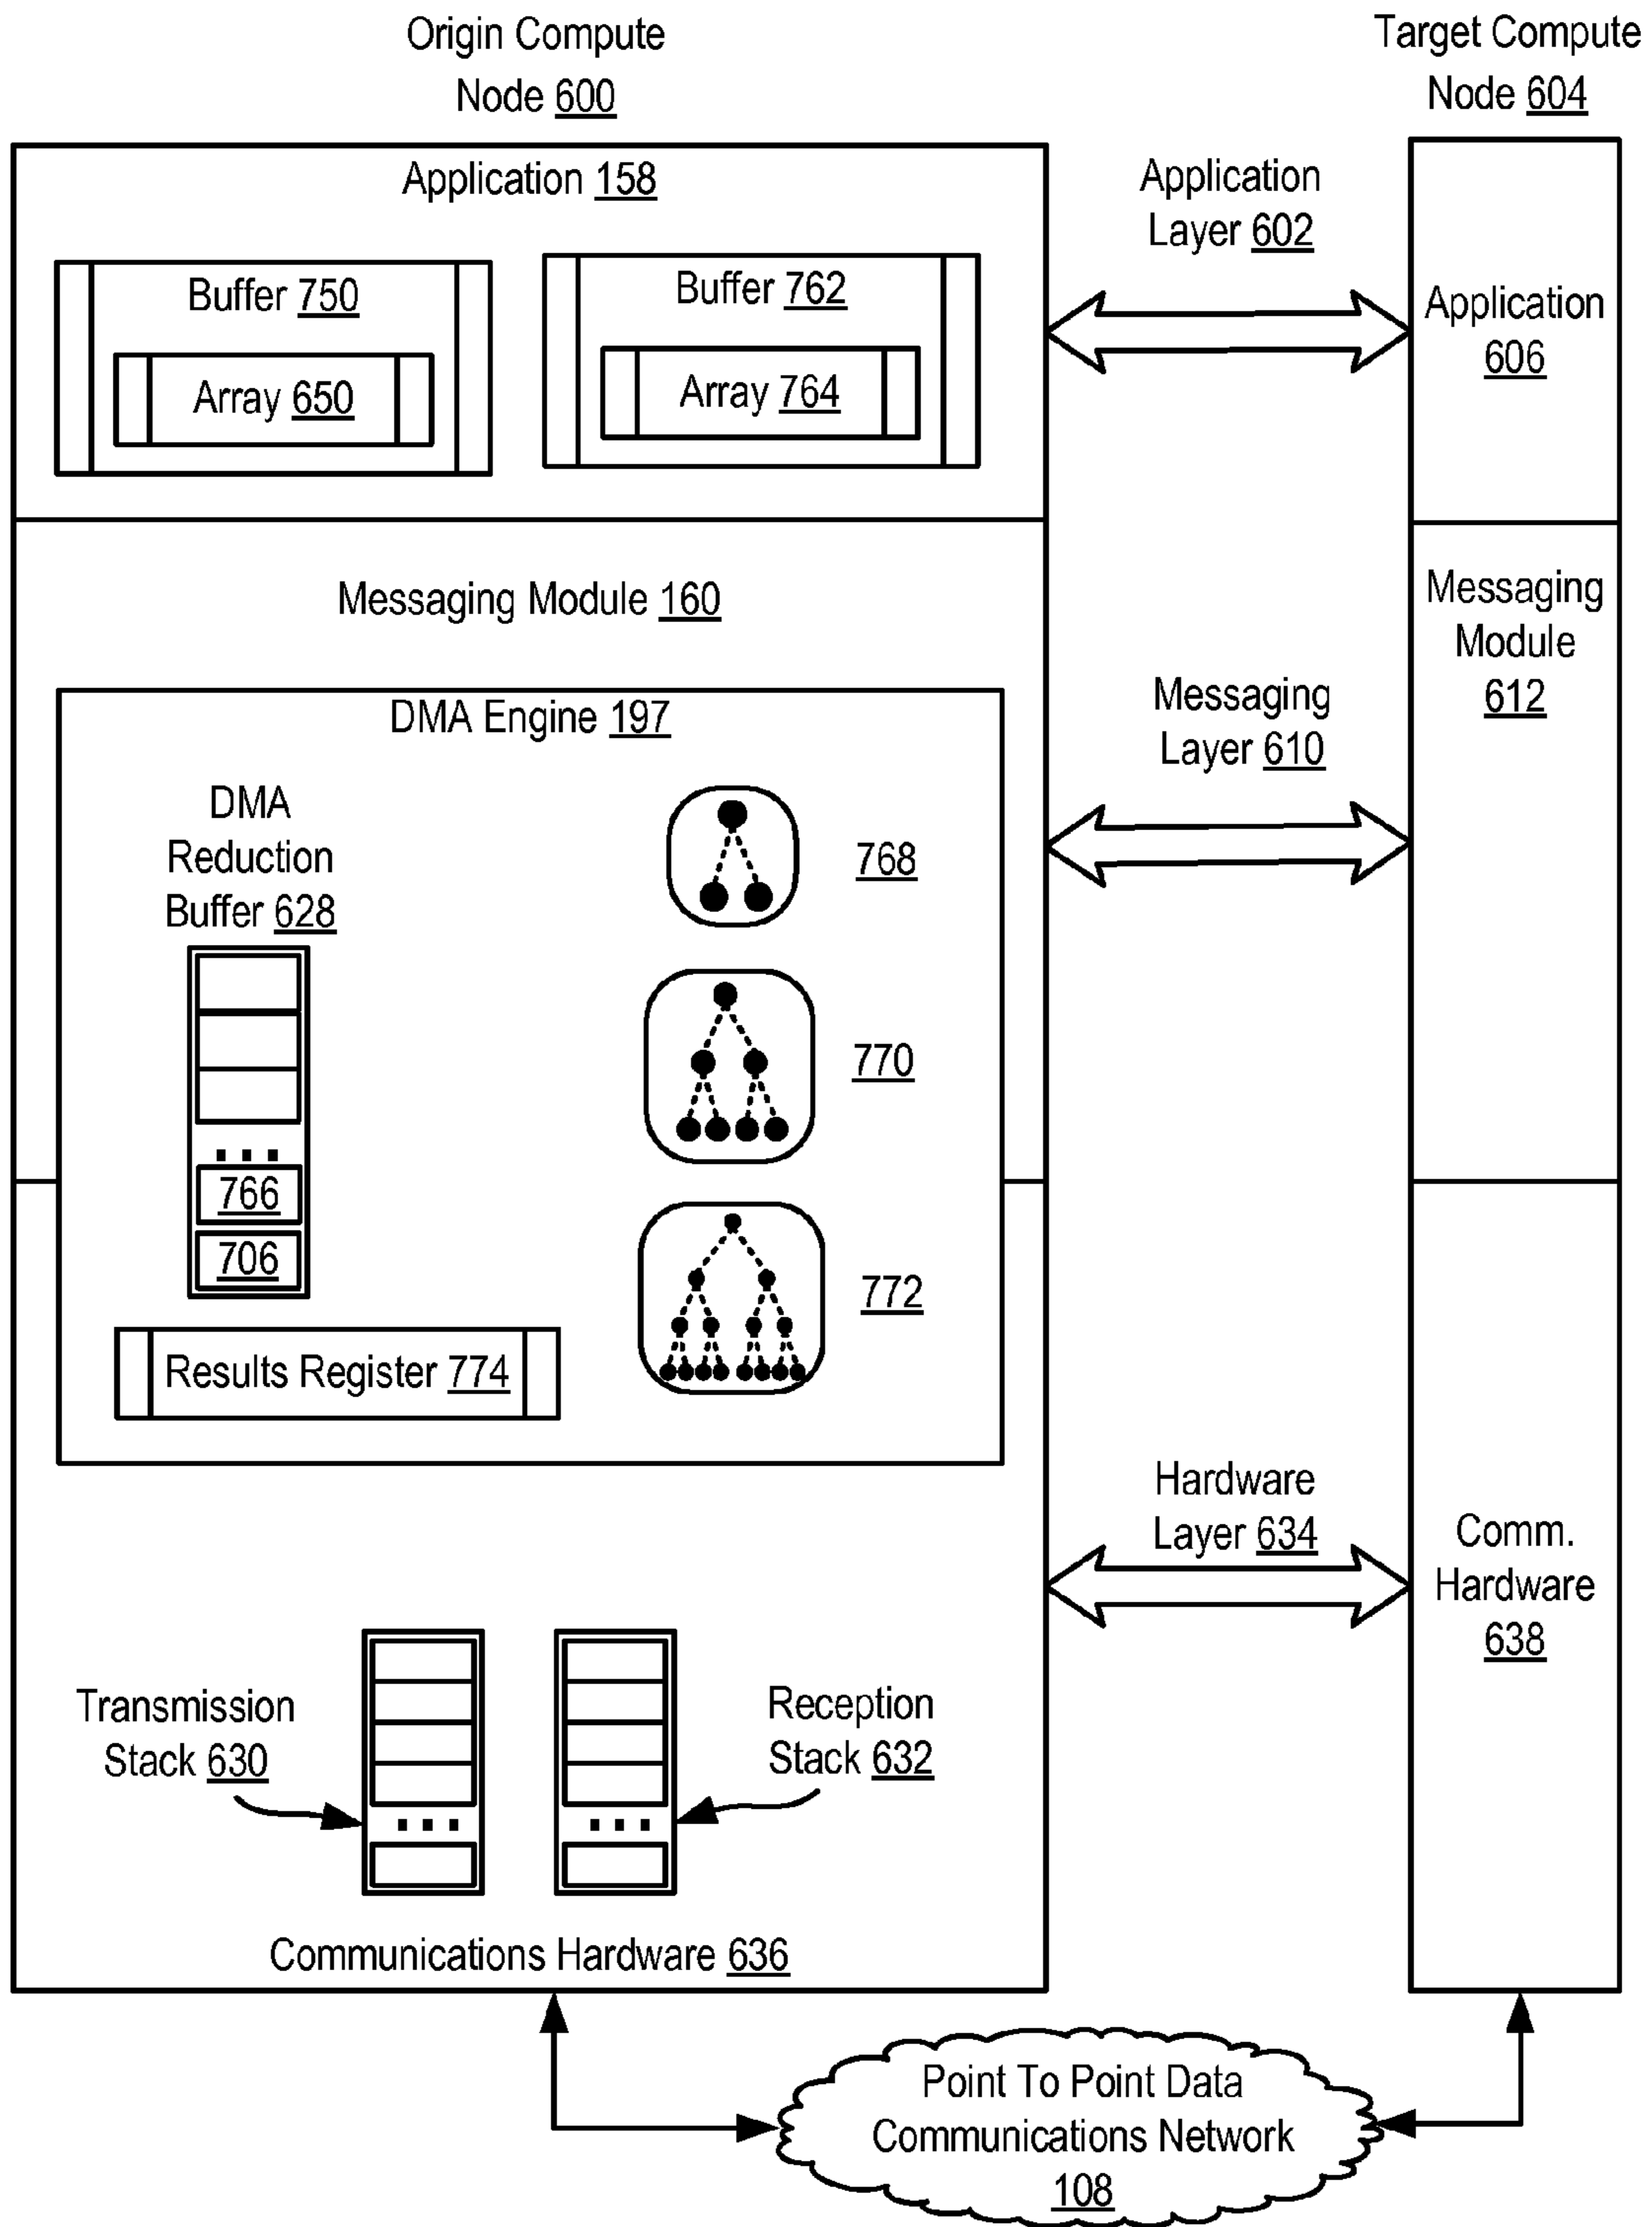 Origin Compute
Node 600
Target Compute
Node 604
Application 158
Buffer 750
Array 650
Buffer 762
Array 764
Application
Layer 602
Application
606
Messaging Module 160
Messaging
Module
612
DMA Engine 197
Messaging
Layer 610
DMA
Reduction
Buffer 628
768
770
766
706
772
Results Register 774
Hardware
Layer 634
Comm.
Hardware
638
Transmission
Stack 630
Reception
Stack 632
Communications Hardware 636
Point To Point Data
Communications Network
108